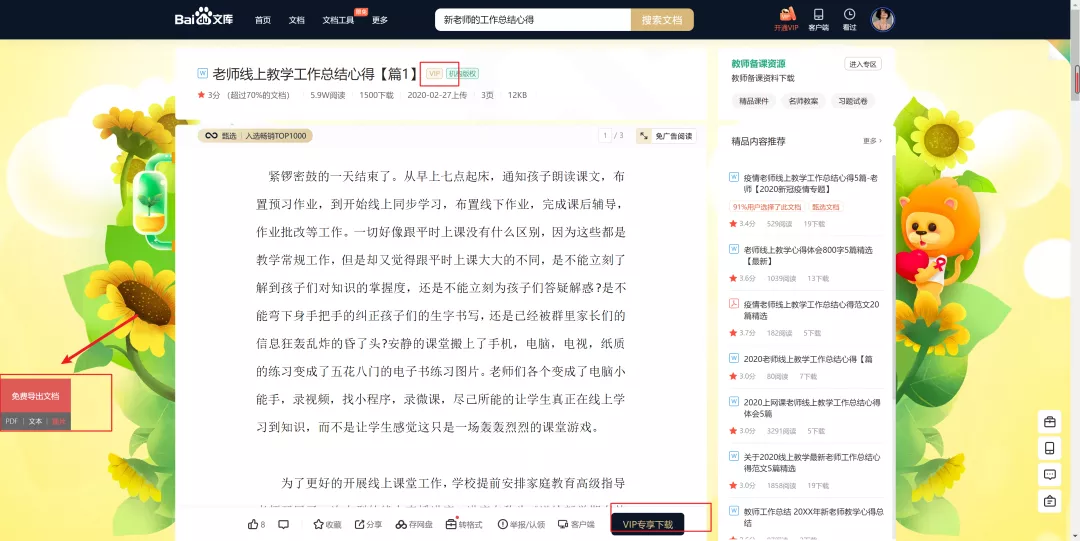 Bai du 文库
首页
文档
文档工具
更多
新老师的工作总结心得
搜索文档
开通VIP
客户端
看过
老师线上教学工作总结心得【篇1】
VIP
机构版权
3分
(超过70%的文档)
5.9W阅读
1500下载
2020-02-27上传
3页
12KB
甄选
入选畅销TOP1000
1 / 3
免广告阅读
紧锣密鼓的一天结束了。从早上七点起床，通知孩子朗读课文，布
置预习作业，到开始线上同步学习，布置线下作业，完成课后辅导，
作业批改等工作。一切好像跟平时上课没有什么区别，因为这些都是
教学常规工作，但是却又觉得跟平时上课大大的不同，是不能立刻了
解到孩子们对知识的掌握度，还是不能立刻为孩子们答疑解惑?是不
能弯下身手把手的纠正孩子们的生字书写，还是已经被群里家长们的
信息狂轰乱炸的昏了头?安静的课堂搬上了手机，电脑，电视，纸质
的练习变成了五花八门的电子书练习图片。老师们各个变成了电脑小
能手，录视频，找小程序，录微课，尽己所能的让学生真正在线上学
习到知识，而不是让学生感觉这只是一场轰轰烈烈的课堂游戏。
为了更好的开展线上课堂工作，学校提前安排家庭教育高级指导
8
收藏
分享
存网盘
转格式
举报/认领
客户端
VIP专享下载
免费导出文档
PDF
文本
图片
教师备课资源
进入专区
教师备课资料下载
精品课件
名师教案
习题试卷
精品内容推荐
更多
疫情老师线上教学工作总结心得5篇-老
师【2020新冠疫情专题】
91%用户选择了此文档
甄选文档
3.4分
529阅读
19下载
老师线上教学心得体会800字5篇精选
【最新】
3.6分
1039阅读
13下载
疫情老师线上教学工作总结心得范文20
篇精选
3.7分
182阅读
5下载
2020老师线上教学工作总结心得【篇
3.0分
80阅读
7下载
2020上网课老师线上教学工作总结心得
体会5篇
3.0分
3291阅读
5下载
关于2020线上教学最新老师工作总结心
得范文5篇精选
3.0分
1858阅读
19下载
教师工作总结 20XX年新老师教学心得总
结